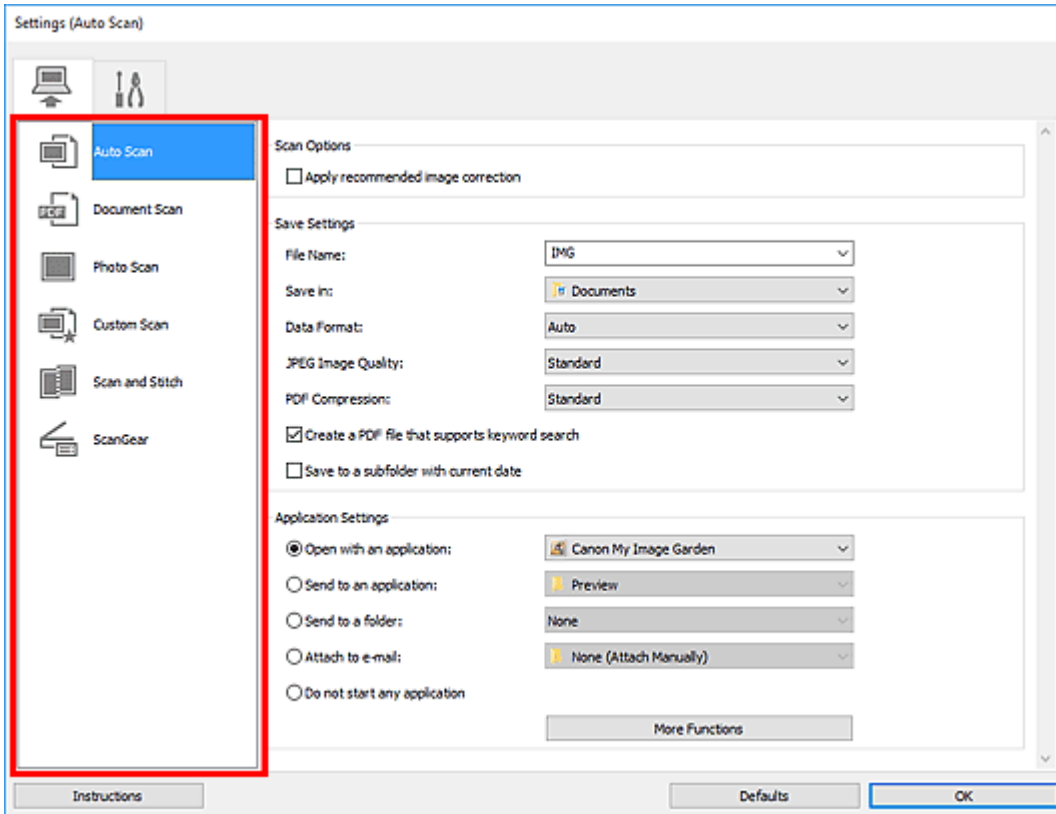 Settings (Auto Scan)
Auto Scan
PDF
Document Scan
Photo Scan
Custom Scan
Scan and Stitch
ScanGear
Scan Options
Apply recommended image correction
Save Settings
File Name: IMG
Save in: Documents
Data Format: Auto
JPEG Image Quality: Standard
PDF Compression: Standard
Create a PDF file that supports keyword search
Save to a subfolder with current date
Application Settings
Open with an application: Canon My Image Garden
Send to an application: Preview
Send to a folder: None
Attach to e-mail: None (Attach Manually)
Do not start any application
More Functions
Instructions Defaults OK